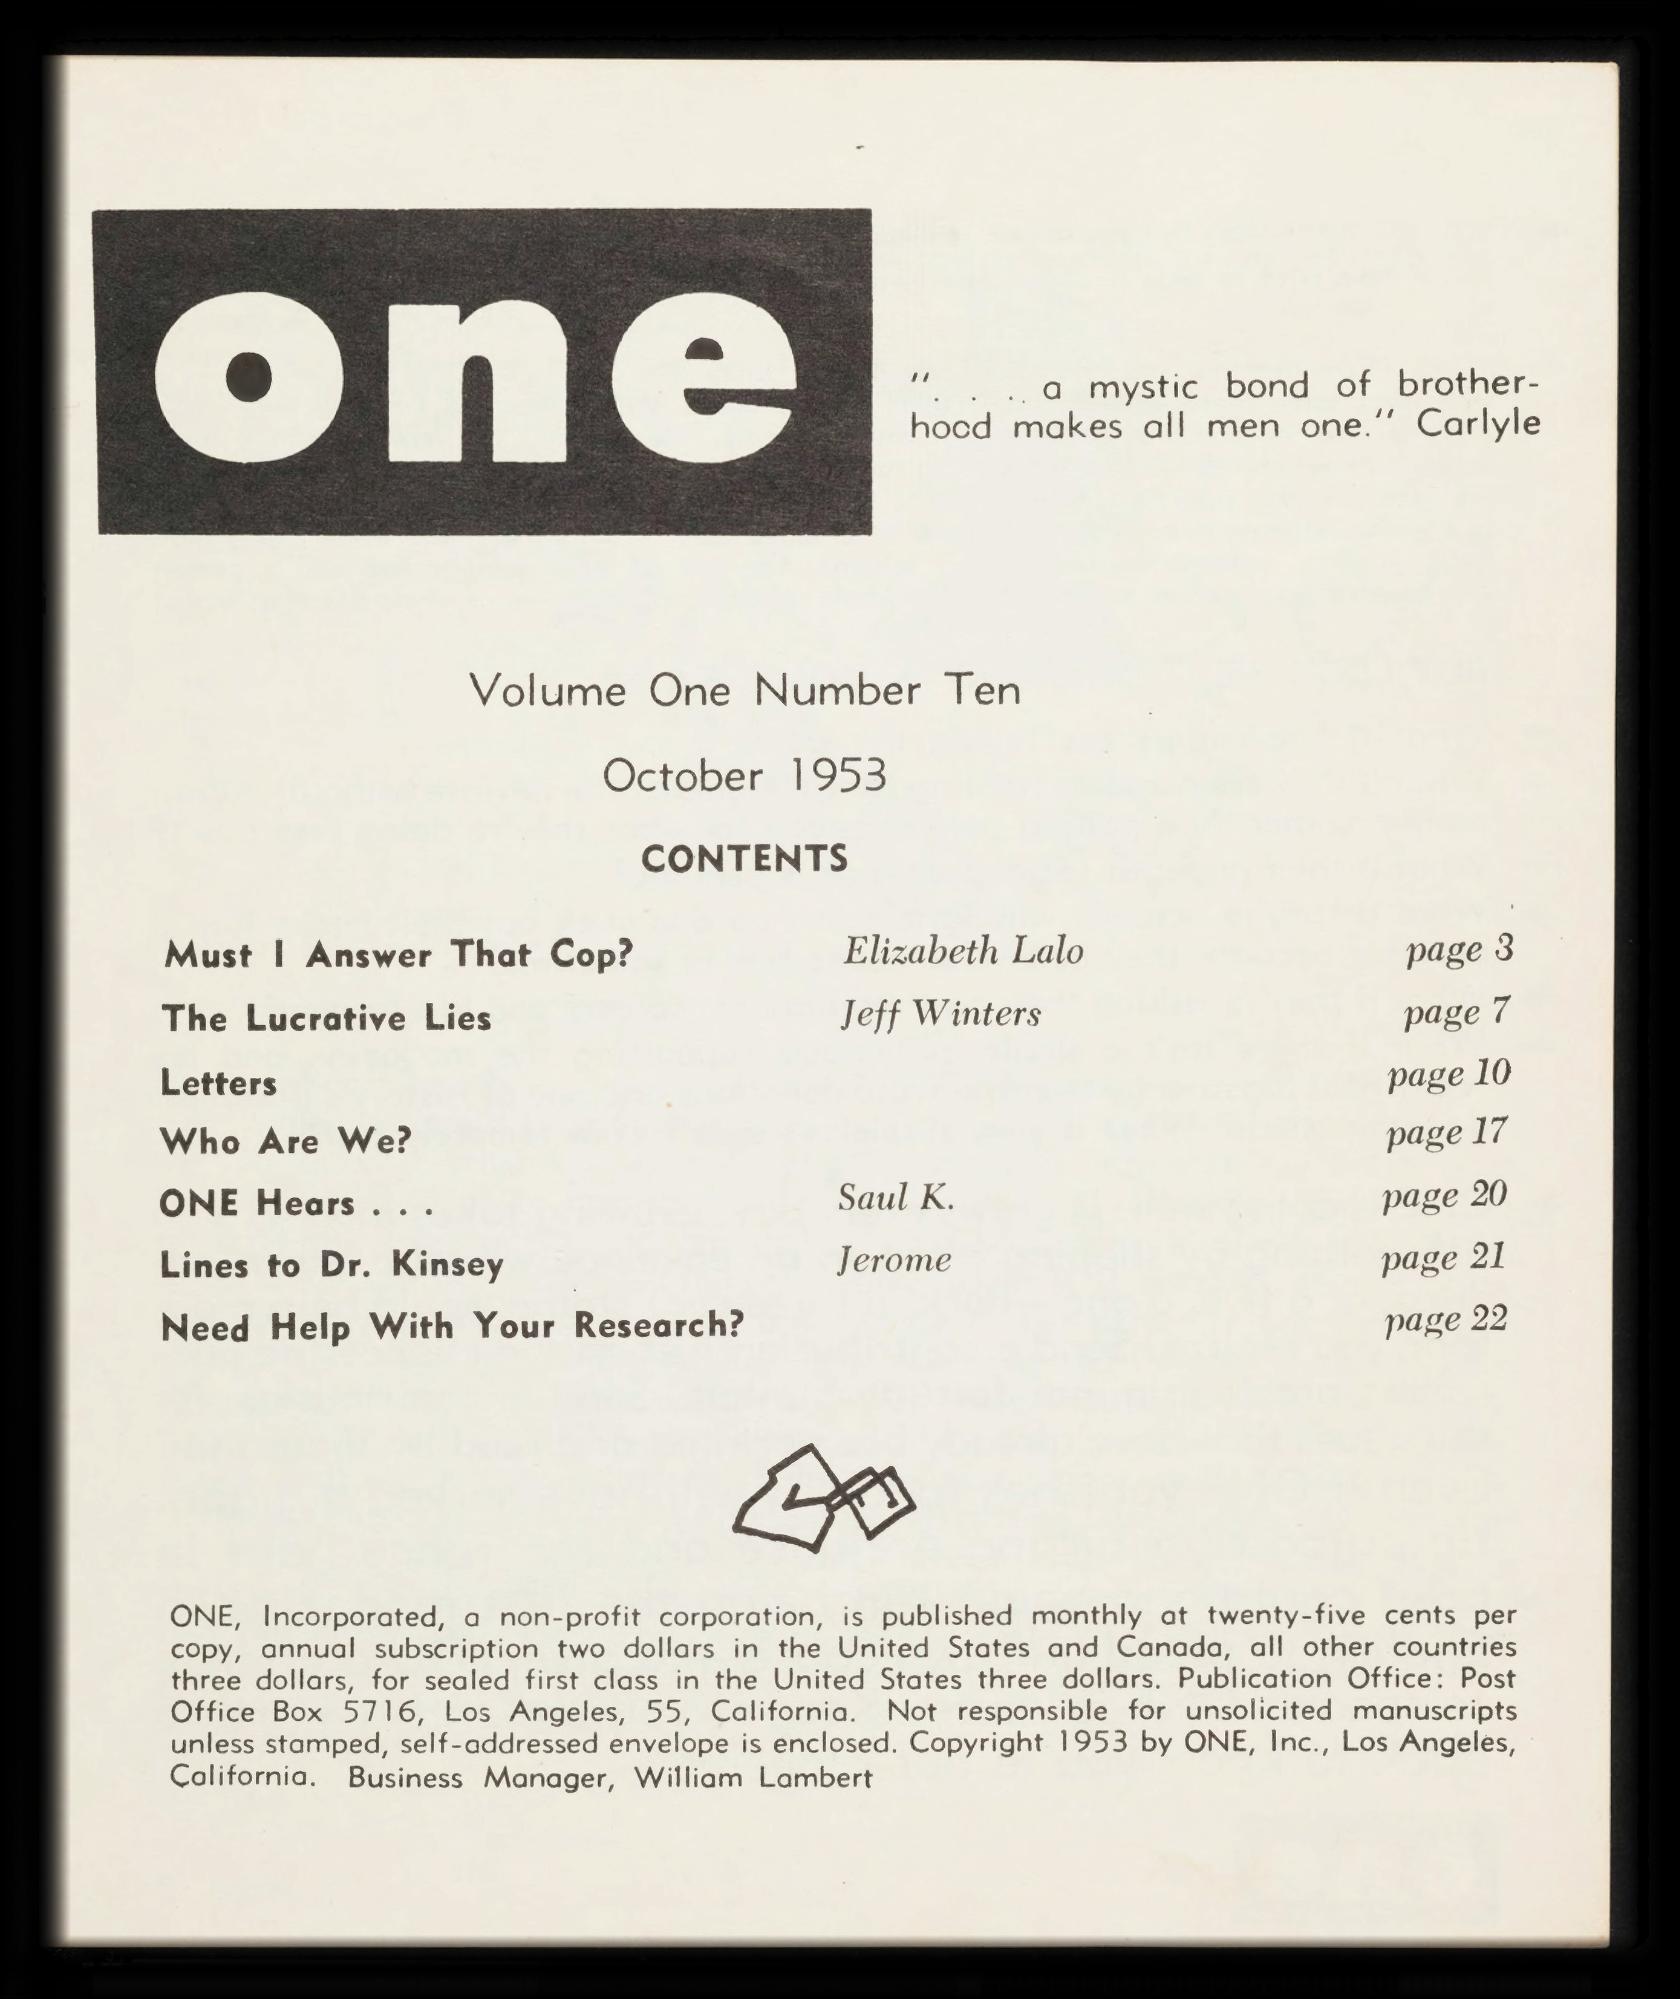 one
". . .. a mystic bond of brother-
hood makes all men one." Carlyle
Volume One Number Ten
October 1953
CONTENTS
Must I Answer That Cop? Elizabeth Lalo page 3
The Lucrative Lies Jeff Winters page 7
Letters page 10
Who Are We? page 17
ONE Hears . . . Saul K. page 20
Lines to Dr. Kinsey Jerome page 21
Need Help With Your Research? page 22
ONE, Incorporated, a non-profit corporation, is published monthly at twenty-five cents per
copy, annual subscription two dollars in the United States and Canada, all other countries
three dollars, for sealed first class in the United States three dollars. Publication Office: Post
Office Box 5716, Los Angeles, 55, California. Not responsible for unsolicited manuscripts
unless stamped, self-addressed envelope is enclosed. Copyright 1953 by ONE, Inc., Los Angeles,
California. Business Manager, William Lambert